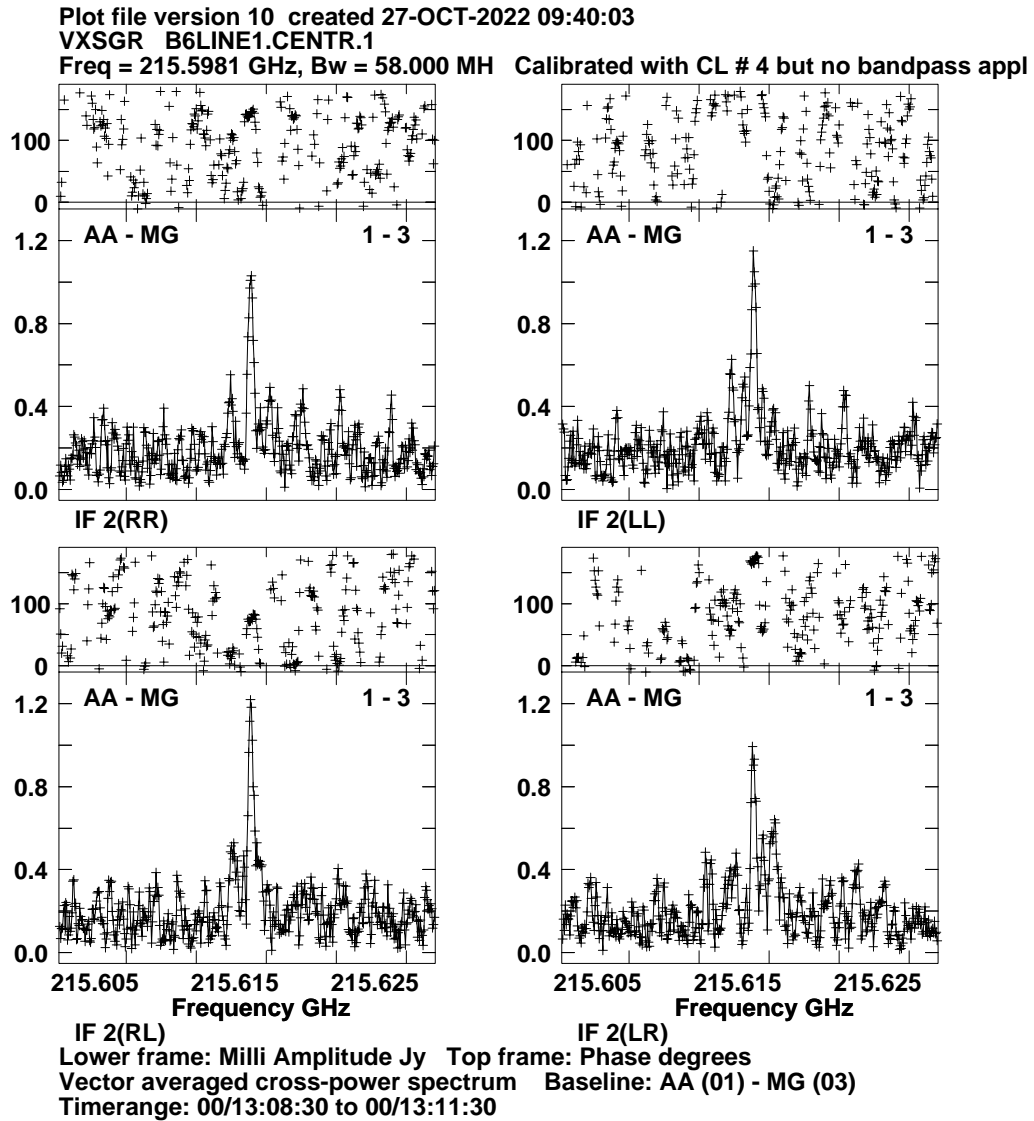 Plot file version 10  created 27-OCT-2022 09:40:03
VXSGR   B6LINE1.CENTR.1
Freq = 215.5981 GHz, Bw = 58.000 MH   Calibrated with CL # 4 but no bandpass appl
100
0
100
0
AA - MG 1 - 3
AA - MG 1 - 3
1.2
0.8
0.4
0.0
1.2
0.8
0.4
0.0
IF 2(RR)
IF 2(LL)
100
0
100
0
AA - MG 1 - 3
AA - MG 1 - 3
1.2
0.8
0.4
0.0
1.2
0.8
0.4
0.0
215.605 215.615 215.625
215.605 215.615 215.625
Frequency GHz
Frequency GHz
IF 2(RL)
IF 2(LR)
Lower frame: Milli Amplitude Jy   Top frame: Phase degrees
Vector averaged cross-power spectrum    Baseline: AA (01) - MG (03)
Timerange: 00/13:08:30 to 00/13:11:30